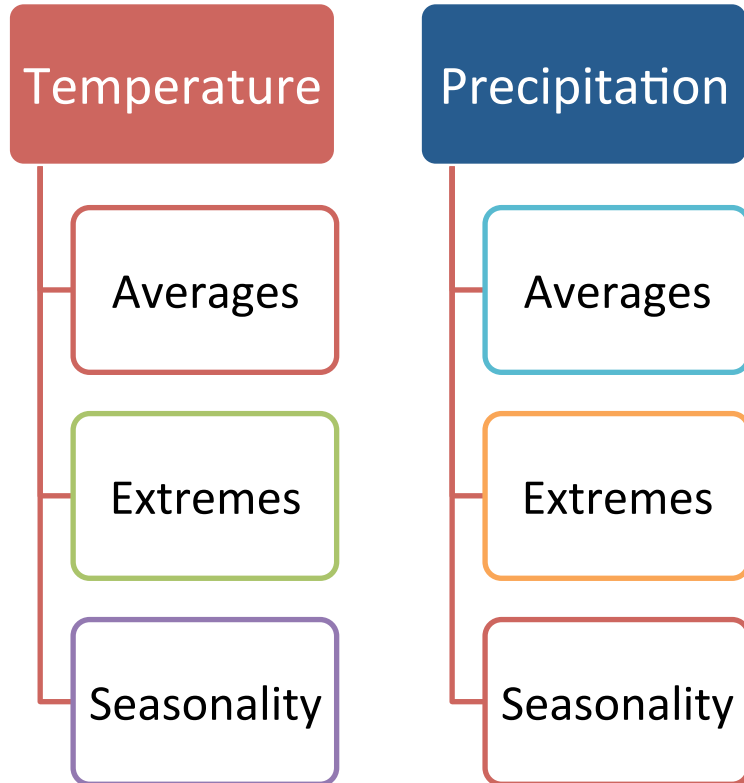 Temperature
Averages
Extremes
Seasonality
Precipitation
Averages
Extremes
Seasonality